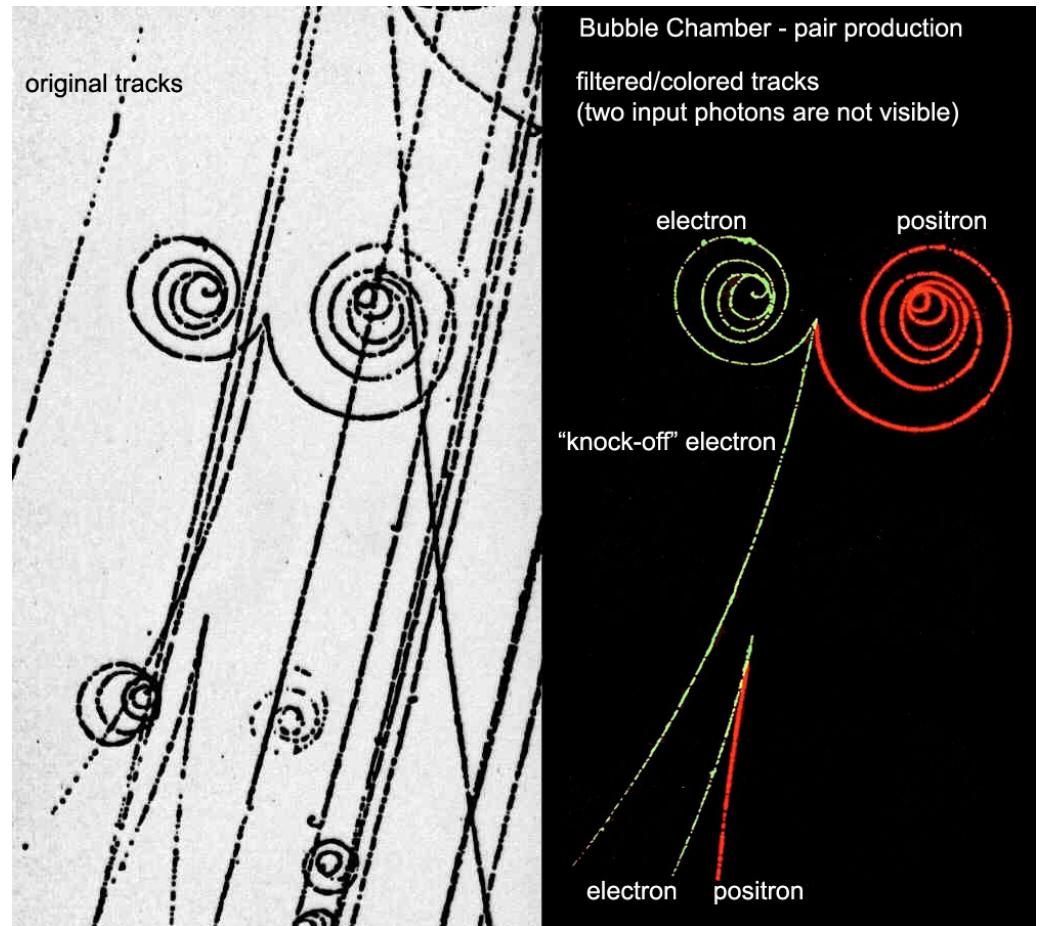 original tracks
Bubble Chamber - pair production
filtered/colored tracks
(two input photons are not visible)
electron
positron
“knock-off” electron
electron
positron